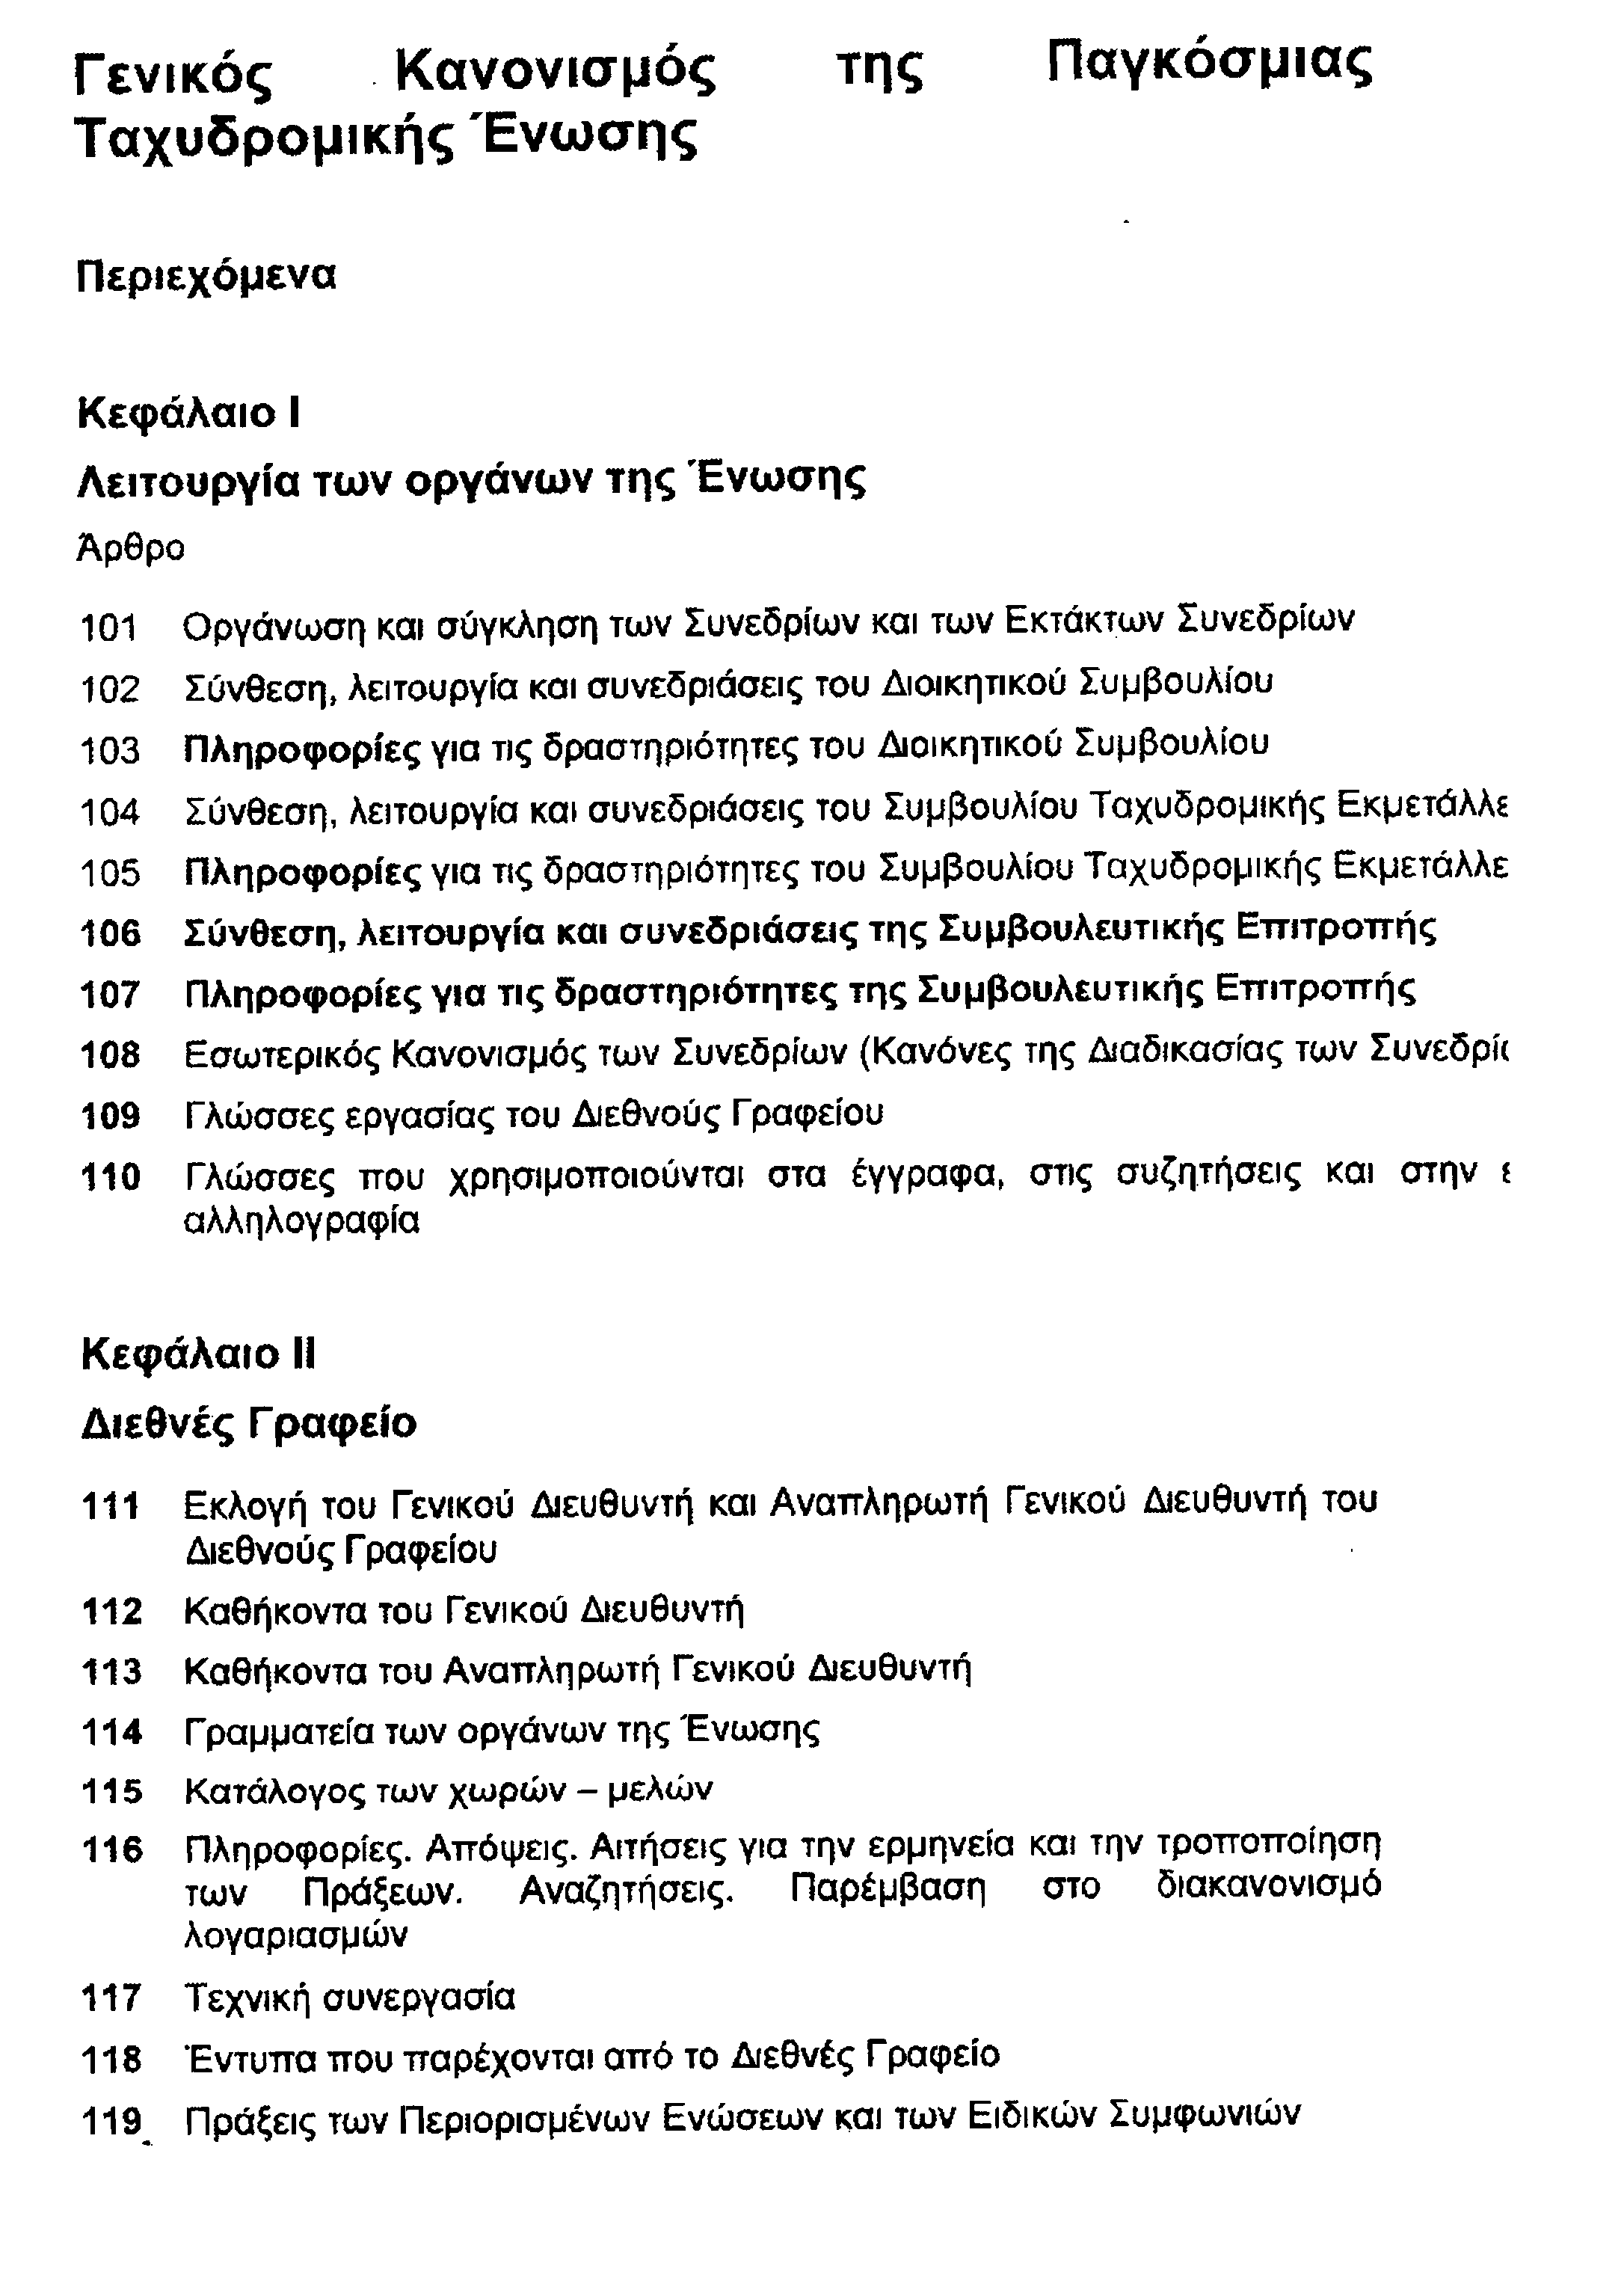 Γενικός Κανονισμός της Παγκόσμιας
Ταχυδρομικής Ένωσης
Περιεχόμενα
Κεφάλαιο Ι
Λειτουργία των οργάνων της Ένωσης
Άρθρο
101 Οργάνωση και σύγκληση των Συνεδρίων και των Εκτάκτων Συνεδρίων
102 Σύνθεση, λειτουργία και συνεδριάσεις του Διοικητικού Συμβουλίου
103 Πληροφορίες για τις δραστηριότητες του Διοικητικού Συμβουλίου
104 Σύνθεση, λειτουργία και συνεδριάσεις του Συμβουλίου Ταχυδρομικής Εκμετάλλε
105 Πληροφορίες για τις δραστηριότητες του Συμβουλίου Ταχυδρομικής Εκμετάλλε
106 Σύνθεση, λειτουργία και συνεδριάσεις της Συμβουλευτικής Επιτροπής
107 Πληροφορίες για τις δραστηριότητες της Συμβουλευτικής Επιτροπής
108 Εσωτερικός Κανονισμός των Συνεδρίων (Κανόνες της Διαδικασίας των Συνεδρί
109 Γλώσσες εργασίας του Διεθνούς Γραφείου
110 Γλώσσες που χρησιμοποιούνται στα έγγραφα, στις συζητήσεις και στην ε
αλληλογραφία
Κεφάλαιο ΙΙ
Διεθνές Γραφείο
111 Εκλογή του Γενικού Διευθυντή και Αναπληρωτή Γενικού Διευθυντή του
Διεθνούς Γραφείου
112 Καθήκοντα του Γενικού Διευθυντή
113 Καθήκοντα του Αναπληρωτή Γενικού Διευθυντή
114 Γραμματεία των οργάνων της Ένωσης
115 Κατάλογος των χωρών – μελών
116 Πληροφορίες. Απόψεις. Αιτήσεις για την ερμηνεία και την τροποποίηση
των Πράξεων. Αναζητήσεις. Παρέμβαση στο διακανονισμό
λογαριασμών
117 Τεχνική συνεργασία
118 Έντυπα που παρέχονται από το Διεθνές Γραφείο
119 Πράξεις των Περιορισμένων Ενώσεων και των Ειδικών Συμφωνιών